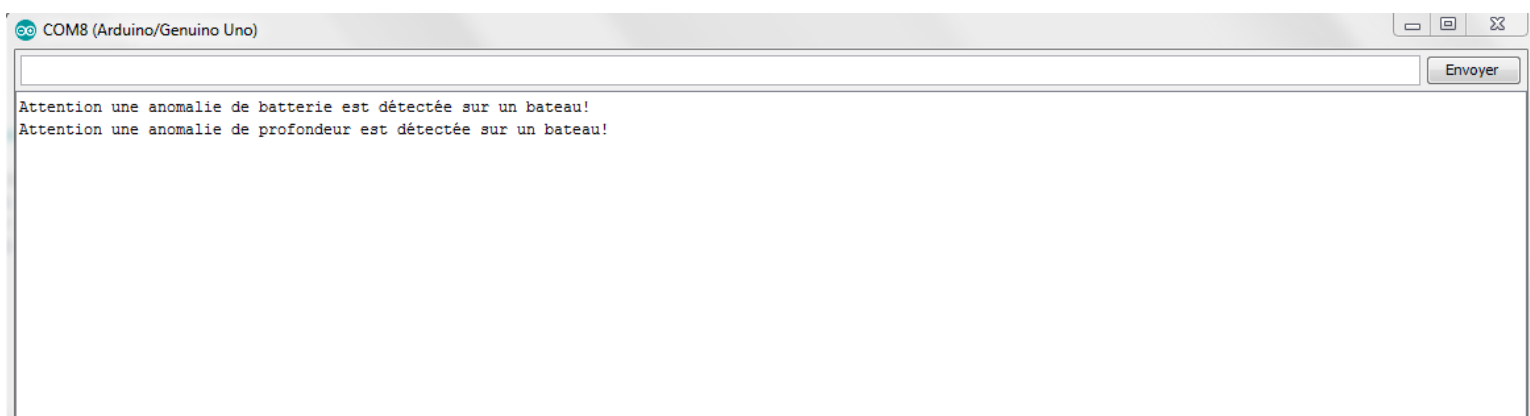 COM8 (Arduino/Genuino Uno)
Envoyer
Attention une anomalie de batterie est détectée sur un bateau!
Attention une anomalie de profondeur est détectée sur un bateau!